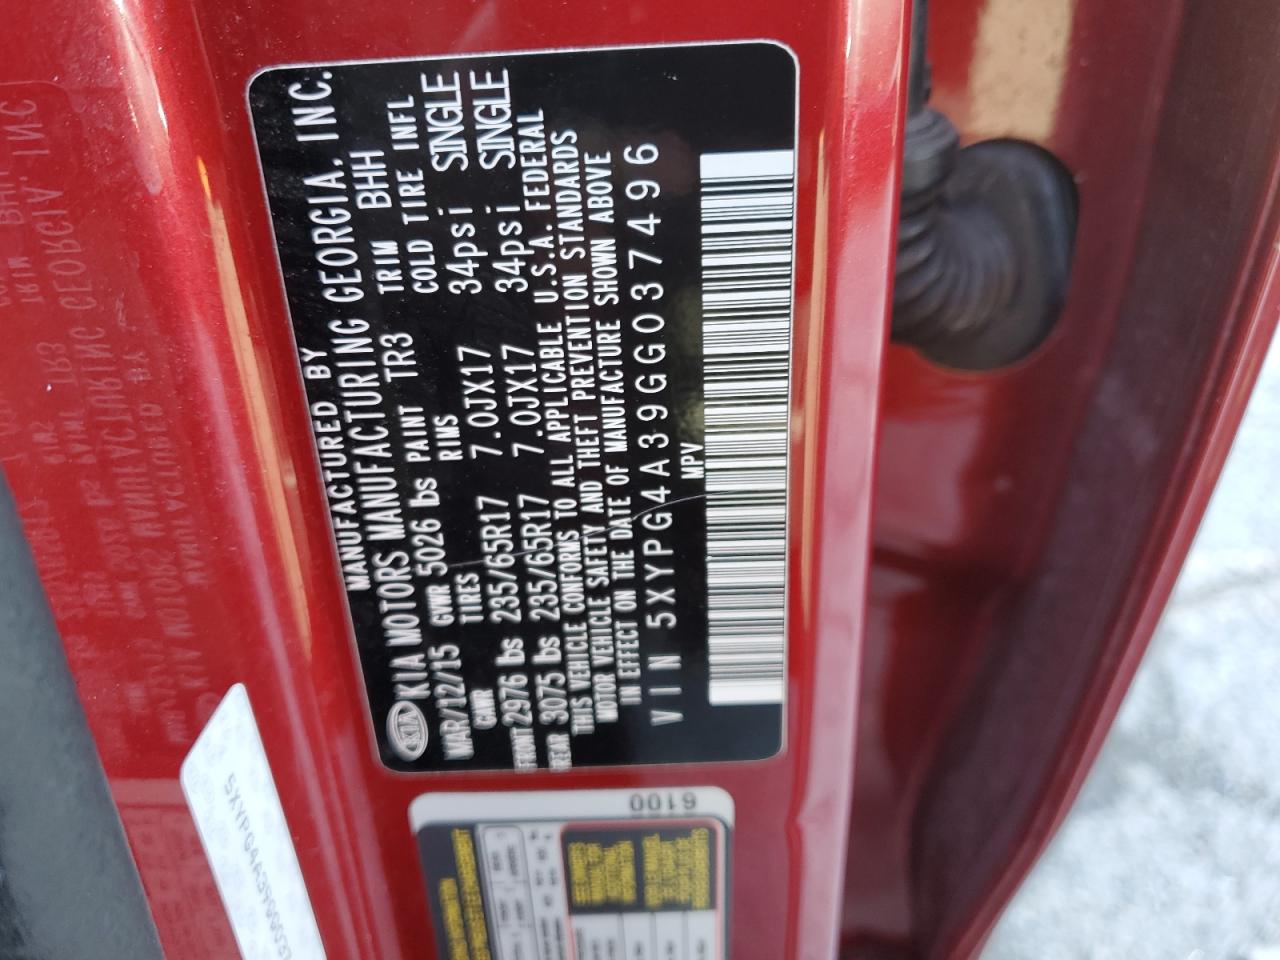 MANUFACTURED BY
KIA KIA MOTORS MANUFACTURING GEORGIA, INC.
MAR/12/15 GVWR 5026 lbs PAINT TR3 TRIM BHH
GAWR TIRES RIMS COLD TIRE INFL
FRONT 2976 lbs 235/65R17 7.0JX17 34psi SINGLE
REAR 3075 lbs 235/65R17 7.0JX17 34psi SINGLE
THIS VEHICLE CONFORMS TO ALL APPLICABLE U.S.A. FEDERAL
MOTOR VEHICLE SAFETY AND THEFT PREVENTION STANDARDS
IN EFFECT ON THE DATE OF MANUFACTURE SHOWN ABOVE
VIN 5XYPG4A39GG037496
MPV
6100
5XYPG4A39GG03